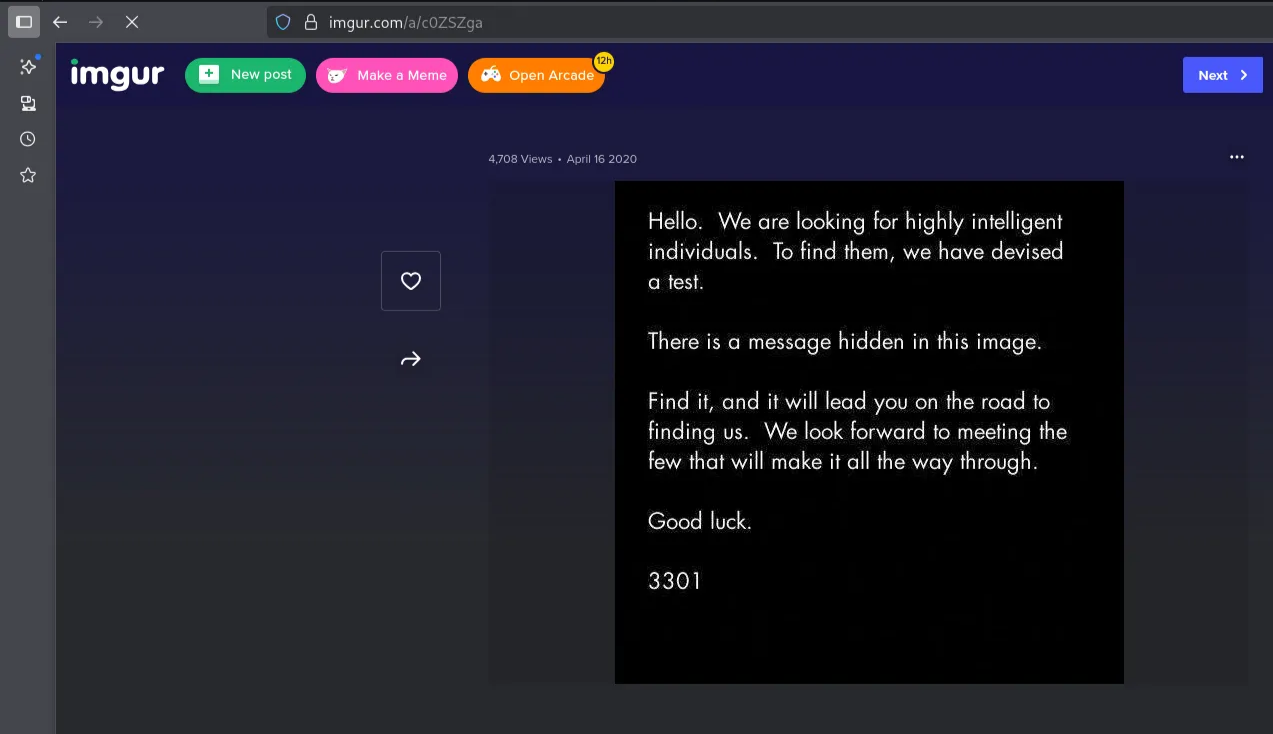 imgur.com/a/c0ZSZga
imgur
New post
Make a Meme
Open Arcade
12h
Next
4,708 Views • April 16 2020
Hello.  We are looking for highly intelligent
individuals.  To find them, we have devised
a test.
There is a message hidden in this image.
Find it, and it will lead you on the road to
finding us.  We look forward to meeting the
few that will make it all the way through.
Good luck.
3301